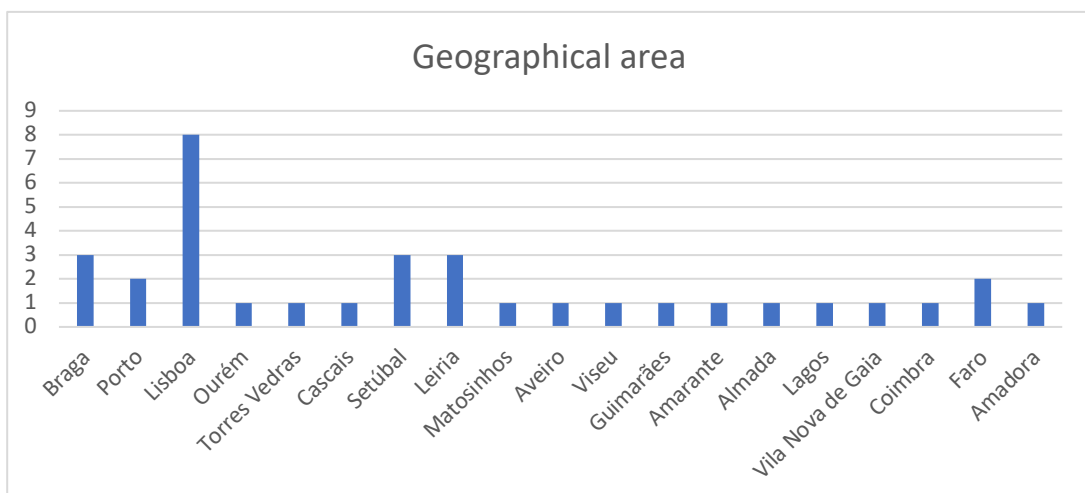 Geographical area
9
8
7
6
5
4
3
2
1
0
Braga
Porto
Lisboa
Ourém
Torres Vedras
Cascais
Setúbal
Leiria
Matosinhos
Aveiro
Viseu
Guimarães
Amarante
Almada
Lagos
Vila Nova de Gaia
Coimbra
Faro
Amadora